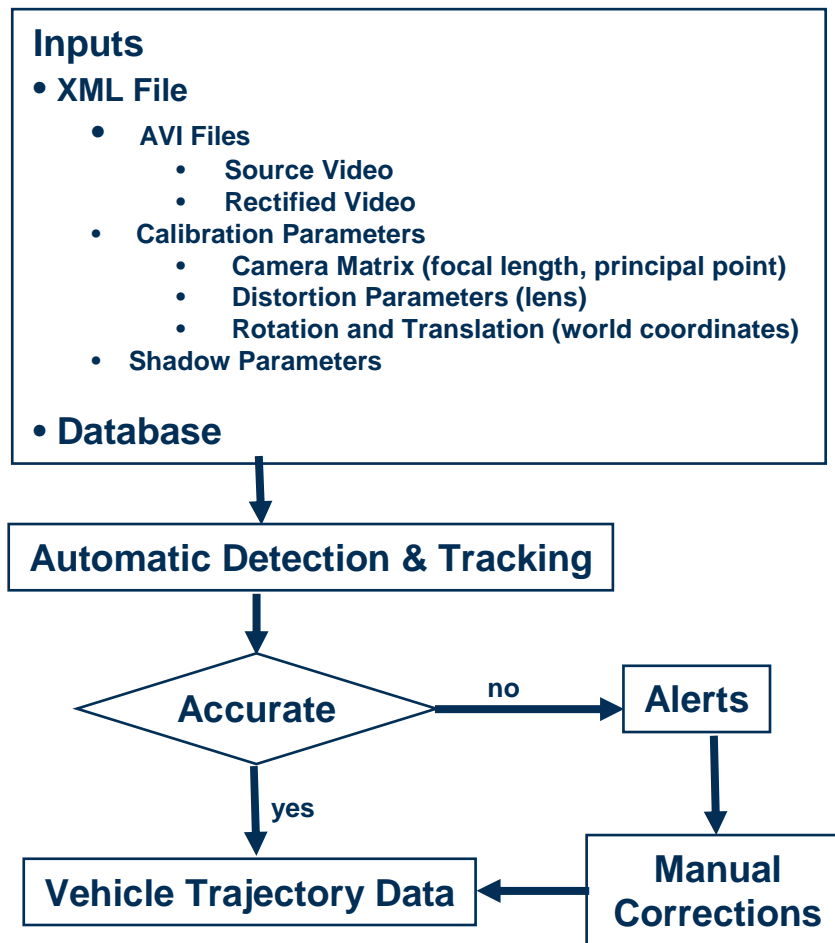 Inputs
• XML File
• AVI Files
• Source Video
• Rectified Video
• Calibration Parameters
• Camera Matrix (focal length, principal point)
• Distortion Parameters (lens)
• Rotation and Translation (world coordinates)
• Shadow Parameters
• Database
Automatic Detection & Tracking
Accurate
no
Alerts
yes
Vehicle Trajectory Data
Manual
Corrections